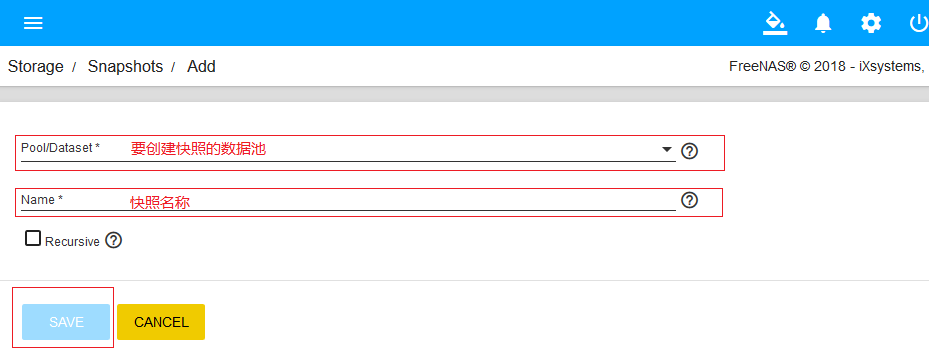 Storage / Snapshots / Add
FreeNAS® © 2018 - iXsystems,
Pool/Dataset * 要创建快照的数据池
Name * 快照名称
Recursive
SAVE CANCEL